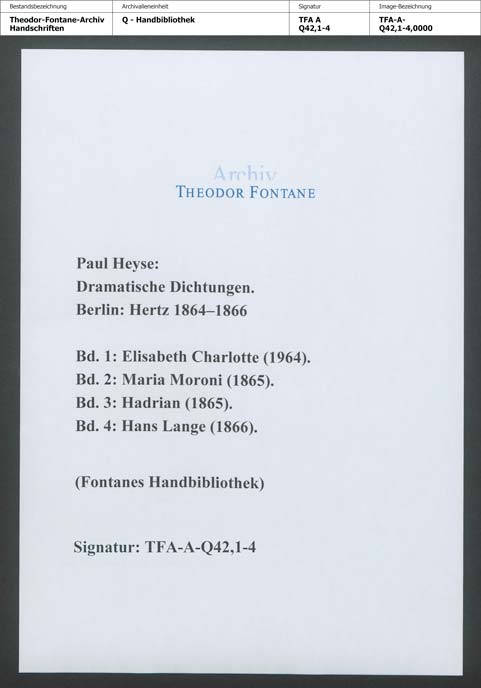 Bestandsbezeichnung Archivalieneinheit Signatur Image-Bezeichnung
Theodor-Fontane-Archiv Q - Handbibliothek TFA A TFA-A-
Handschriften Q42,1-4 Q42,1-4,0000
Archiv
THEODOR FONTANE
Paul Heyse:
Dramatische Dichtungen.
Berlin: Hertz 1864–1866
Bd. 1: Elisabeth Charlotte (1964).
Bd. 2: Maria Moroni (1865).
Bd. 3: Hadrian (1865).
Bd. 4: Hans Lange (1866).
(Fontanes Handbibliothek)
Signatur: TFA-A-Q42,1-4